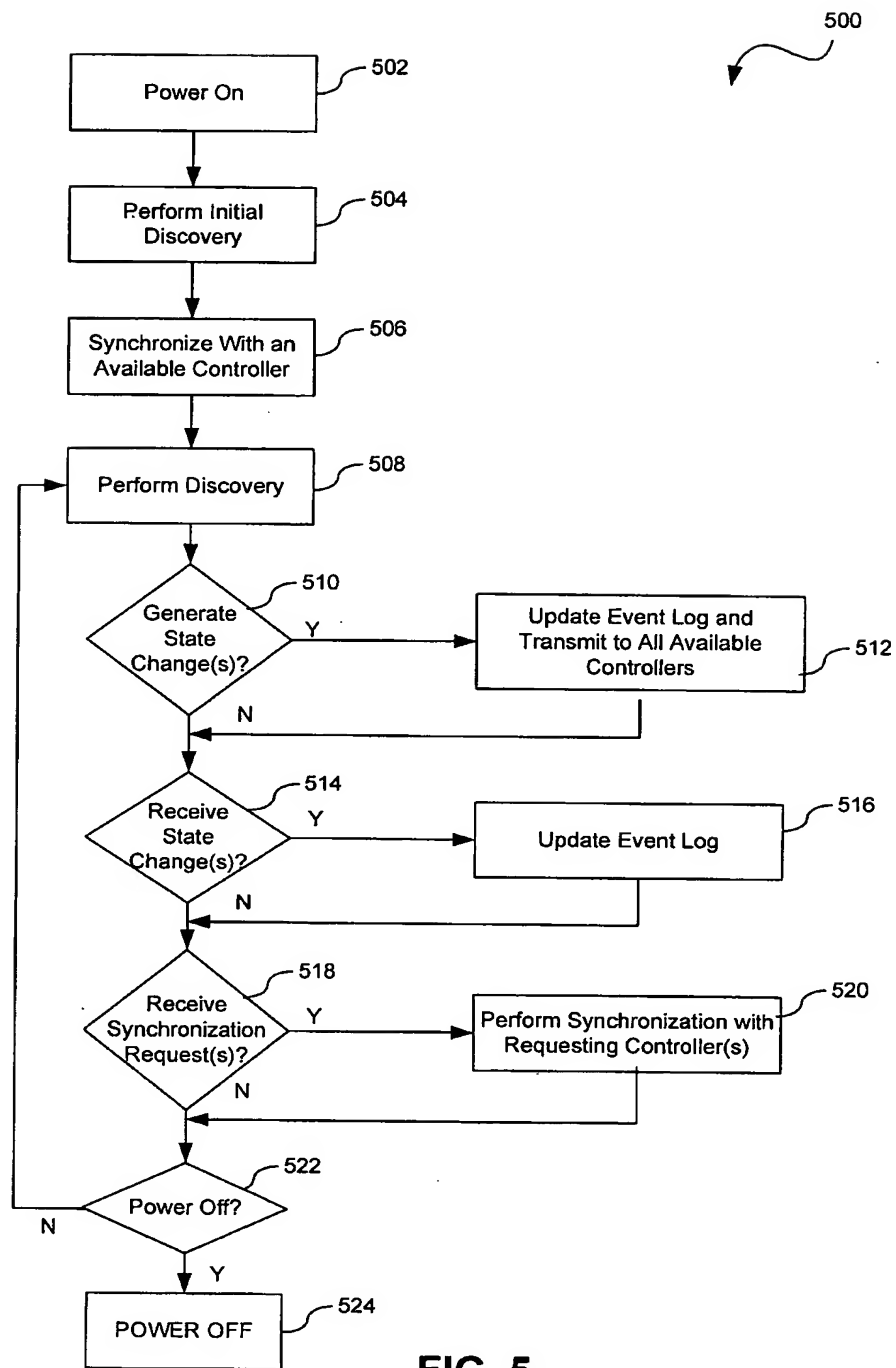 500
502
Power On
504
Perform Initial
Discovery
506
Synchronize With an
Available Controller
508
Perform Discovery
510
Generate
State
Change(s)?
Y
Update Event Log and
Transmit to All Available
Controllers
512
N
514
Receive
State
Change(s)?
Y
516
Update Event Log
N
518
Receive
Synchronization
Request(s)?
Y
520
Perform Synchronization with
Requesting Controller(s)
N
522
Power Off?
N
Y
524
POWER OFF
FIG. 5